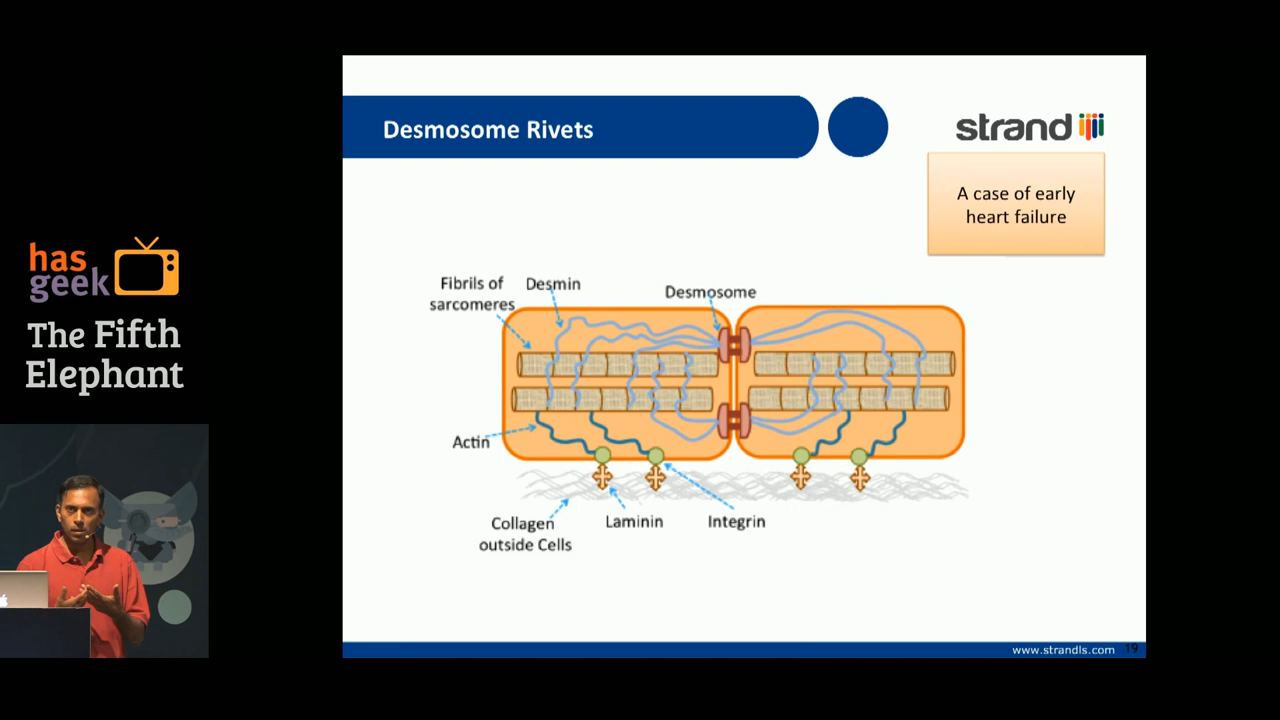 has
geek
The Fifth
Elephant
Desmosome Rivets
strand
A case of early
heart failure
Fibrils of
sarcomeres
Desmin
Desmosome
Actin
Collagen
outside Cells
Laminin
Integrin
www.strandls.com
19